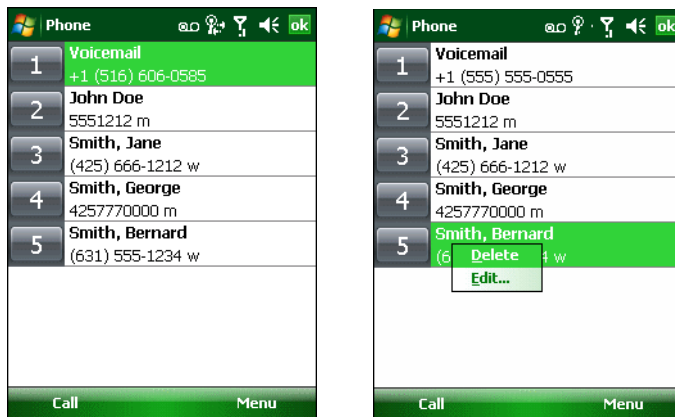 Phone ok
1 Voicemail
+1 (516) 606-0585
2 John Doe
5551212 m
3 Smith, Jane
(425) 666-1212 w
4 Smith, George
4257770000 m
5 Smith, Bernard
(631) 555-1234 w
Call Menu
Phone ok
1 Voicemail
+1 (555) 555-0555
2 John Doe
5551212 m
3 Smith, Jane
(425) 666-1212 w
4 Smith, George
4257770000 m
5 Smith, Bernard
(6 Delete 4 w
Edit...
Call Menu